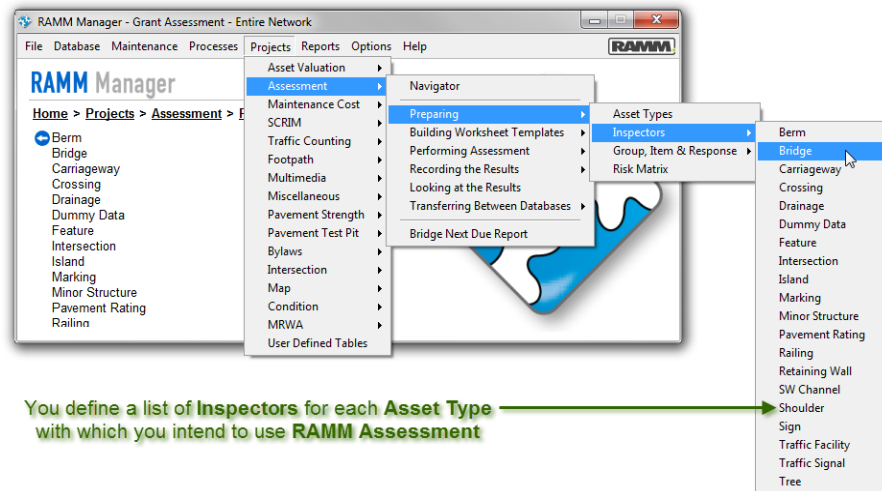 RAMM Manager - Grant Assessment - Entire Network
File Database Maintenance Processes Projects Reports Options Help RAMM
RAMM Manager
Home > Projects > Assessment >
Berm
Bridge
Carriageway
Crossing
Drainage
Dummy Data
Feature
Intersection
Island
Marking
Minor Structure
Pavement Rating
Railing
Asset Valuation
Assessment
Maintenance Cost
SCRIM
Traffic Counting
Footpath
Multimedia
Miscellaneous
Pavement Strength
Pavement Test Pit
Bylaws
Intersection
Map
Condition
MRWA
User Defined Tables
Navigator
Preparing
Building Worksheet Templates
Performing Assessment
Recording the Results
Looking at the Results
Transferring Between Databases
Bridge Next Due Report
Asset Types
Inspectors
Group, Item & Response
Risk Matrix
Berm
Bridge
Carriageway
Crossing
Drainage
Dummy Data
Feature
Intersection
Island
Marking
Minor Structure
Pavement Rating
Railing
Retaining Wall
SW Channel
Shoulder
Sign
Traffic Facility
Traffic Signal
Tree
You define a list of Inspectors for each Asset Type
with which you intend to use RAMM Assessment